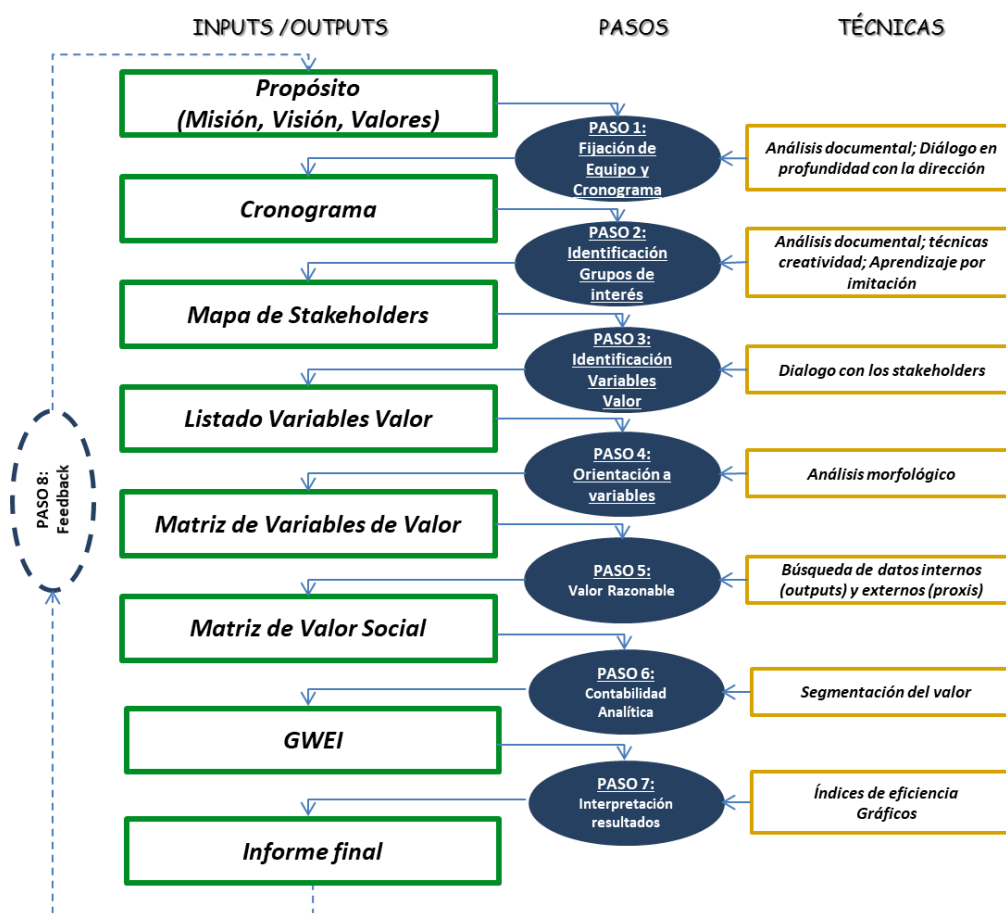 INPUTS /OUTPUTS
PASOS
TÉCNICAS
Propósito
(Misión, Visión, Valores)
PASO 1:
Fijación de
Equipo y
Cronograma
Análisis documental; Diálogo en
profundidad con la dirección
Cronograma
PASO 2:
Identificación
Grupos de
interés
Análisis documental; técnicas
creatividad; Aprendizaje por
imitación
Mapa de Stakeholders
PASO 3:
Identificación
Variables
Valor
Dialogo con los stakeholders
Listado Variables Valor
PASO 4:
Orientación a
variables
Análisis morfológico
PASO 8:
Feedback
Matriz de Variables de Valor
PASO 5:
Valor Razonable
Búsqueda de datos internos
(outputs) y externos (proxis)
Matriz de Valor Social
PASO 6:
Contabilidad
Analítica
Segmentación del valor
GWEI
PASO 7:
Interpretación
resultados
Índices de eficiencia
Gráficos
Informe final